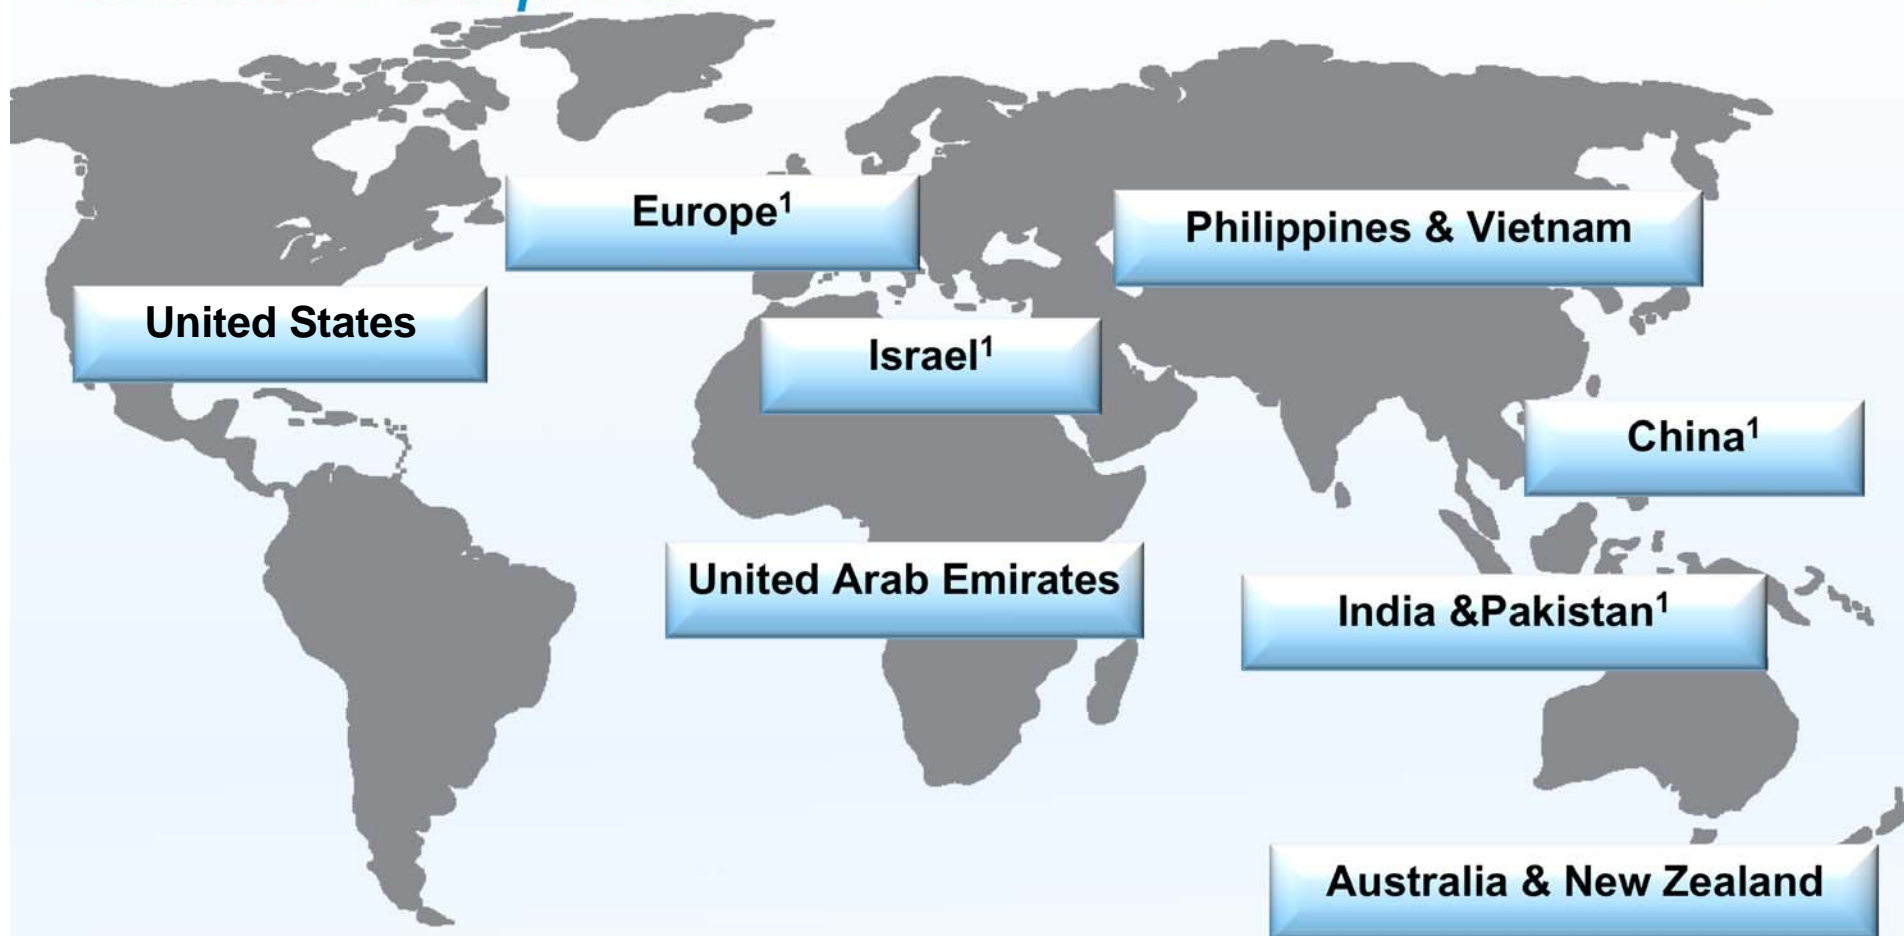 Europe¹
Philippines & Vietnam
United States
Israel¹
China¹
United Arab Emirates
India &Pakistan¹
Australia & New Zealand